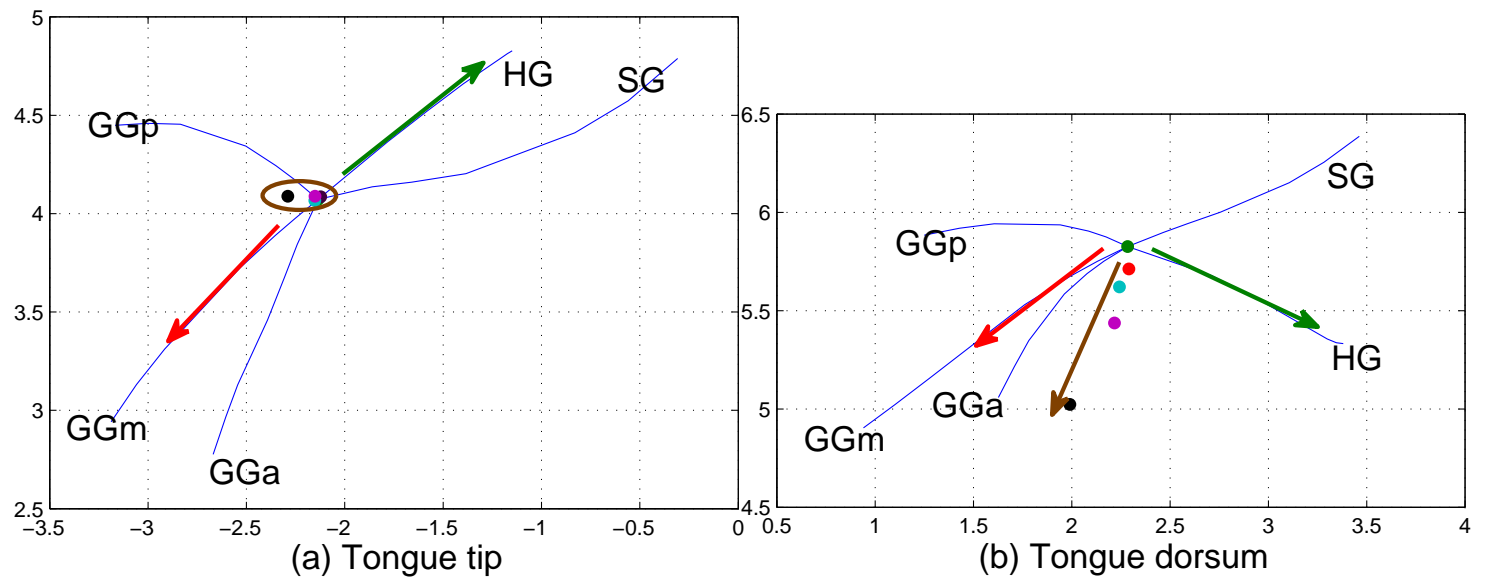 5
4.5
4
3.5
3
2.5
−3.5 −3 −2.5 −2 −1.5 −1 −0.5 0
GGp
HG
SG
GGm
GGa
(a) Tongue tip
6.5
6
5.5
5
4.5
0.5 1 1.5 2 2.5 3 3.5 4
SG
GGp
HG
GGa
GGm
(b) Tongue dorsum